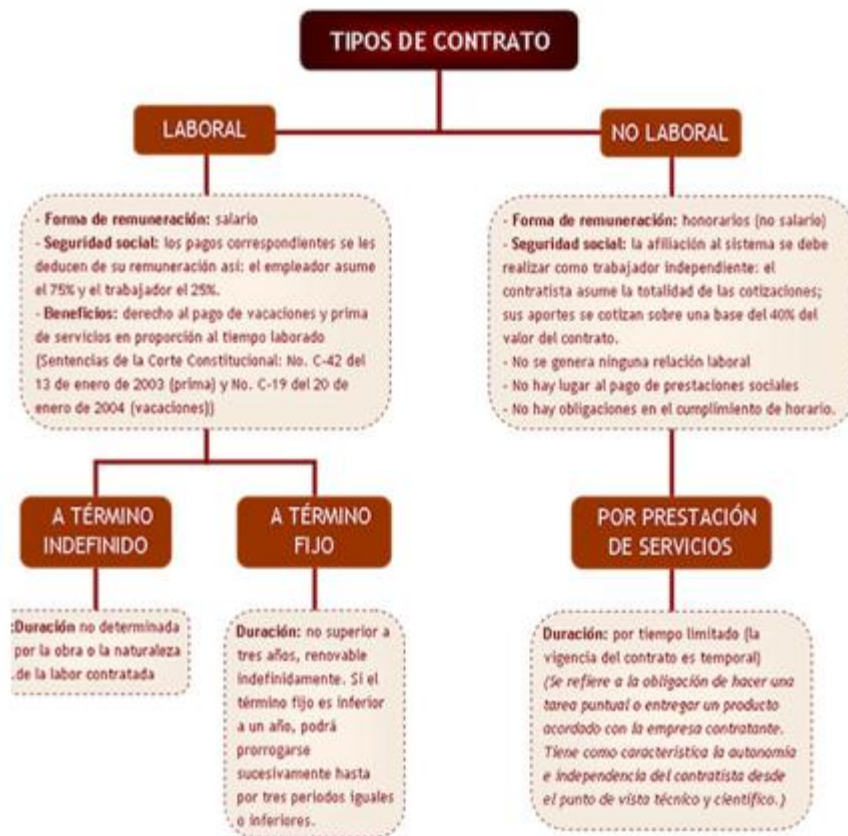 TIPOS DE CONTRATO
LABORAL
- Forma de remuneración: salario
- Seguridad social: los pagos correspondientes se les
deducen de su remuneración así: el empleador asume
el 75% y el trabajador el 25%.
- Beneficios: derecho al pago de vacaciones y prima
de servicios en proporción al tiempo laborado
(Sentencias de la Corte Constitucional: No. C-42 del
13 de enero de 2003 (prima) y No. C-19 del 20 de
enero de 2004 (vacaciones))
A TÉRMINO
INDEFINIDO
:Duración no determinada
por la obra o la naturaleza
.de la labor contratada
A TÉRMINO
FIJO
Duración: no superior a
tres años, renovable
indefinidamente. Si el
término fijo es inferior
a un año, podrá
prorrogarse
sucesivamente hasta
por tres periodos iguales
o inferiores.
NO LABORAL
- Forma de remuneración: honorarios (no salario)
- Seguridad social: la afiliación al sistema se debe
realizar como trabajador independiente: el
contratista asume la totalidad de las cotizaciones;
sus aportes se cotizan sobre una base del 40% del
valor del contrato.
- No se genera ninguna relación laboral
- No hay lugar al pago de prestaciones sociales
- No hay obligaciones en el cumplimiento de horario.
POR PRESTACIÓN
DE SERVICIOS
Duración: por tiempo limitado (la
vigencia del contrato es temporal)
(Se refiere a la obligación de hacer una
tarea puntual o entregar un producto
acordado con la empresa contratante.
Tiene como característica la autonomía
e independencia del contratista desde
el punto de vista técnico y científico.)